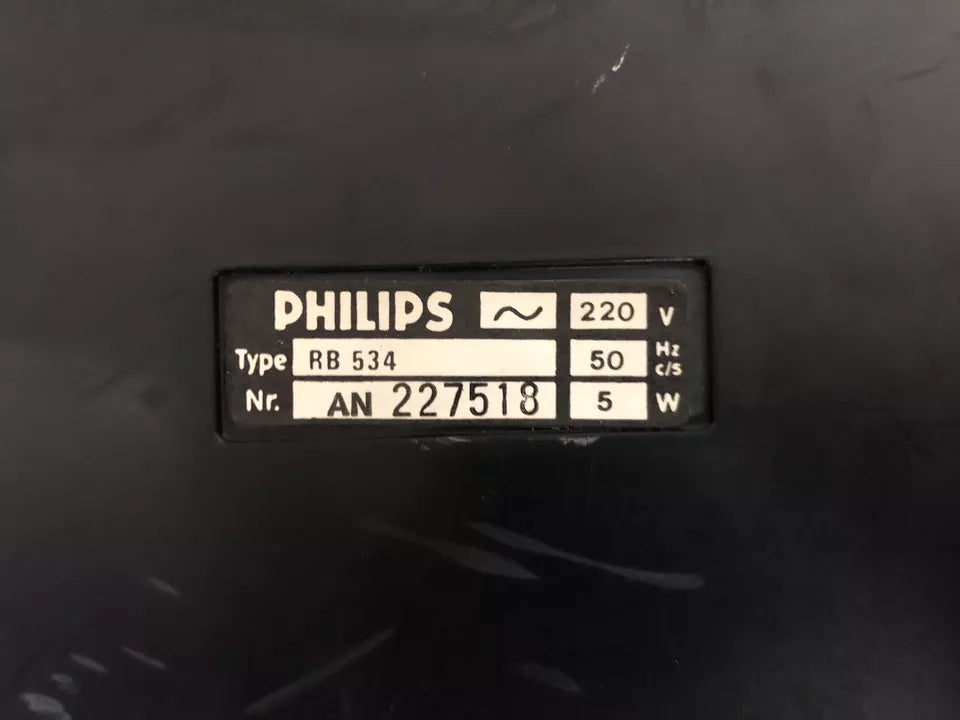 PHILIPS ~ 220 V
Type RB 534 50 Hz c/s
Nr. AN 227518 5 W